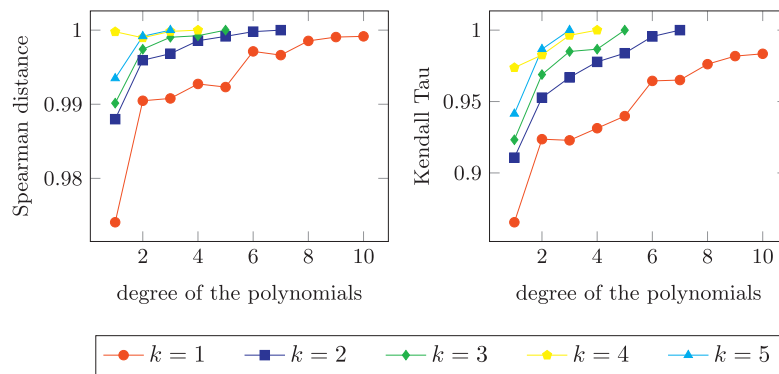 1
0.99
0.98
Spearman distance
2 4 6 8 10
degree of the polynomials
1
0.95
0.9
Kendall Tau
2 4 6 8 10
degree of the polynomials
k = 1 k = 2 k = 3 k = 4 k = 5